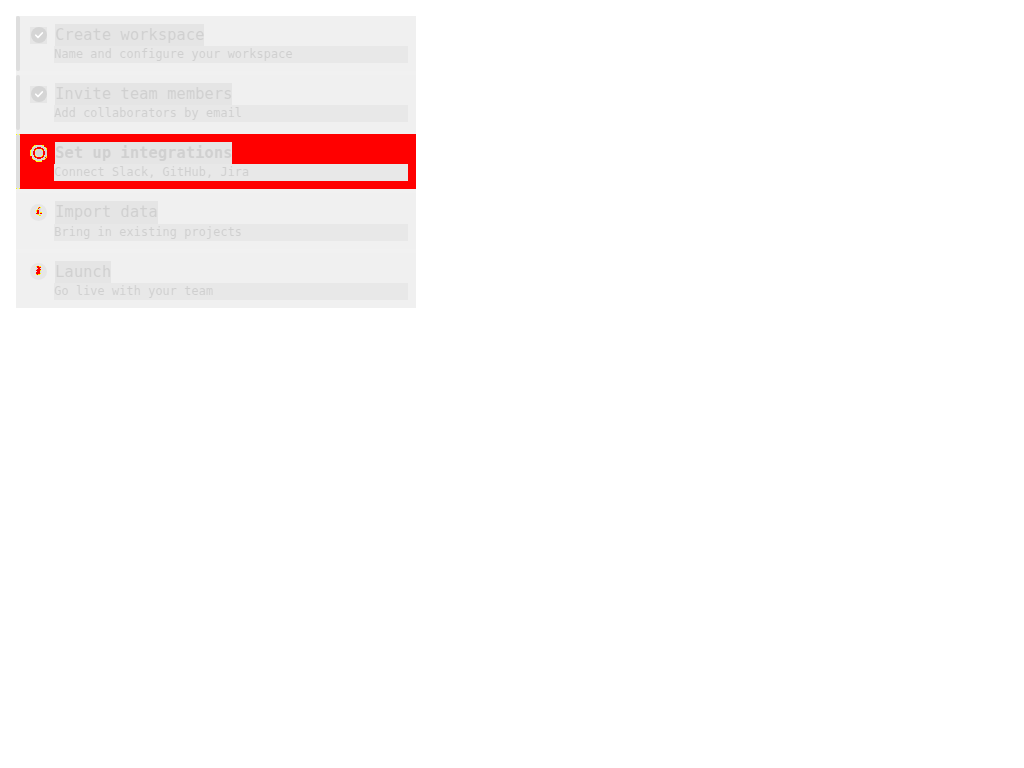 Create workspace
Name and configure your workspace
Invite team members
Add collaborators by email
Set up integrations
Connect Slack, GitHub, Jira
Import data
Bring in existing projects
Launch
Go live with your team